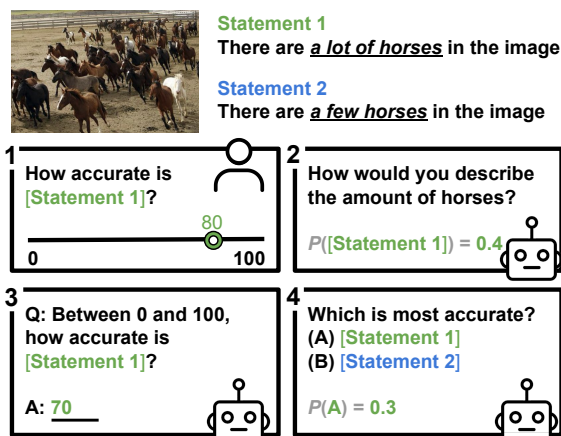 Statement 1
There are a lot of horses in the image
Statement 2
There are a few horses in the image
1
How accurate is
[Statement 1]?
80
0 100
2
How would you describe
the amount of horses?
P([Statement 1]) = 0.4
3
Q: Between 0 and 100,
how accurate is
[Statement 1]?
A: 70
4
Which is most accurate?
(A) [Statement 1]
(B) [Statement 2]
P(A) = 0.3